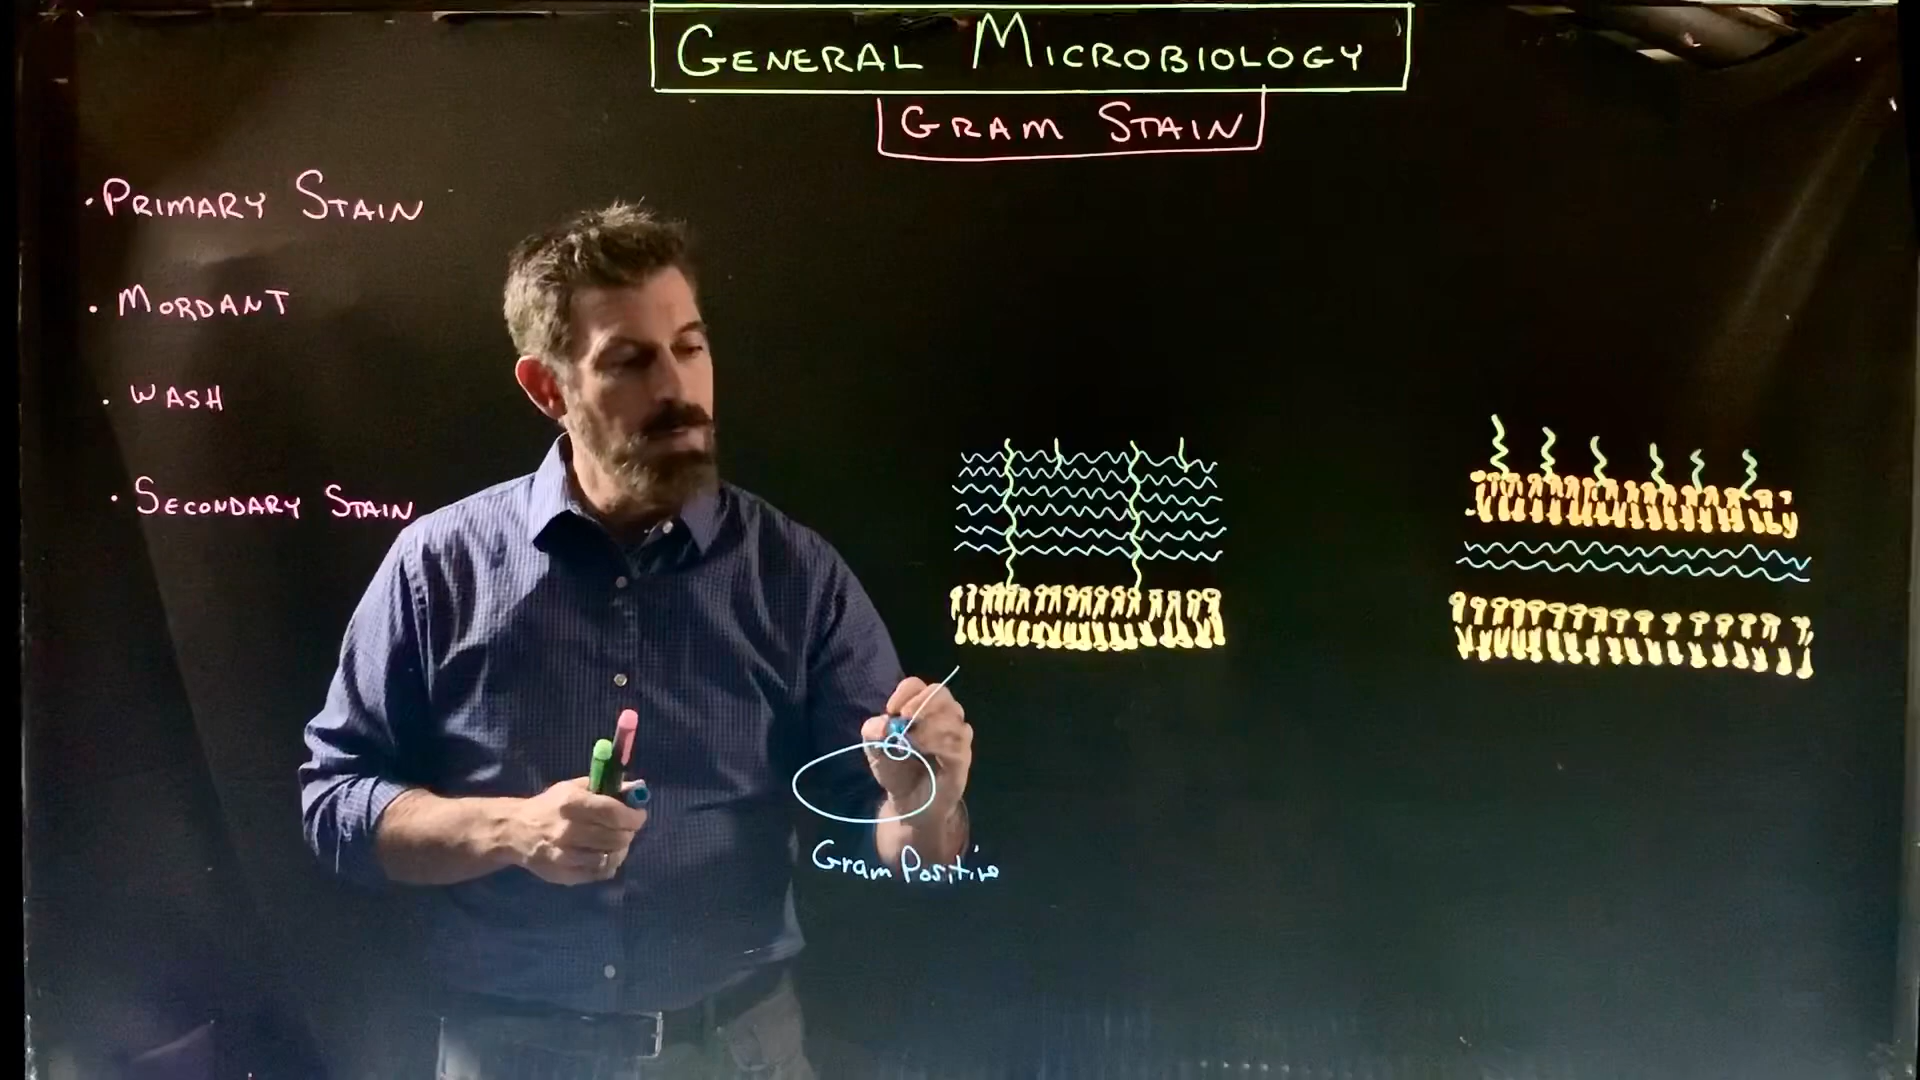 GENERAL MICROBIOLOGY
GRAM STAIN
• PRIMARY STAIN
• MORDANT
• WASH
• SECONDARY STAIN
Gram Positive